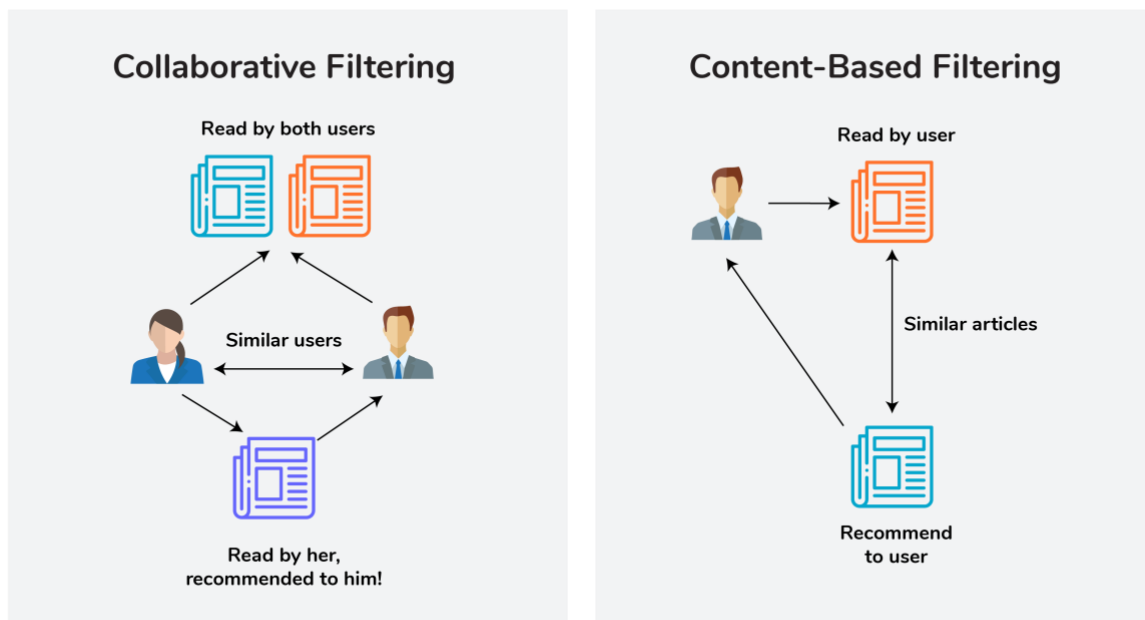 Collaborative Filtering
Read by both users
Similar users
Read by her,
recommended to him!
Content-Based Filtering
Read by user
Similar articles
Recommend
to user